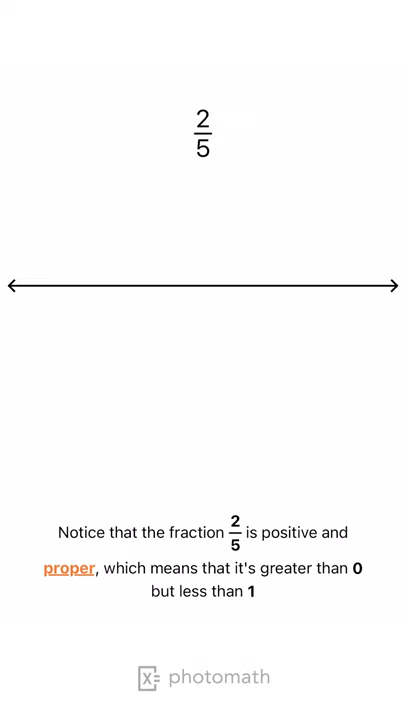 2
5
Notice that the fraction 2/5 is positive and
proper, which means that it's greater than 0
but less than 1
photomath